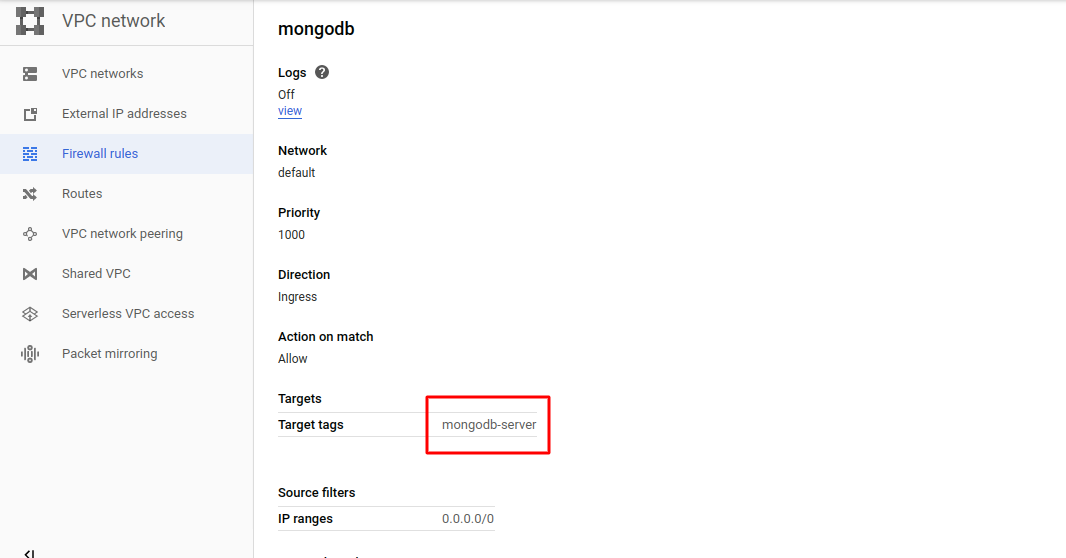 VPC network
VPC networks
External IP addresses
Firewall rules
Routes
VPC network peering
Shared VPC
Serverless VPC access
Packet mirroring
mongodb
Logs ?
Off
view
Network
default
Priority
1000
Direction
Ingress
Action on match
Allow
Targets
Target tags mongodb-server
Source filters
IP ranges 0.0.0.0/0